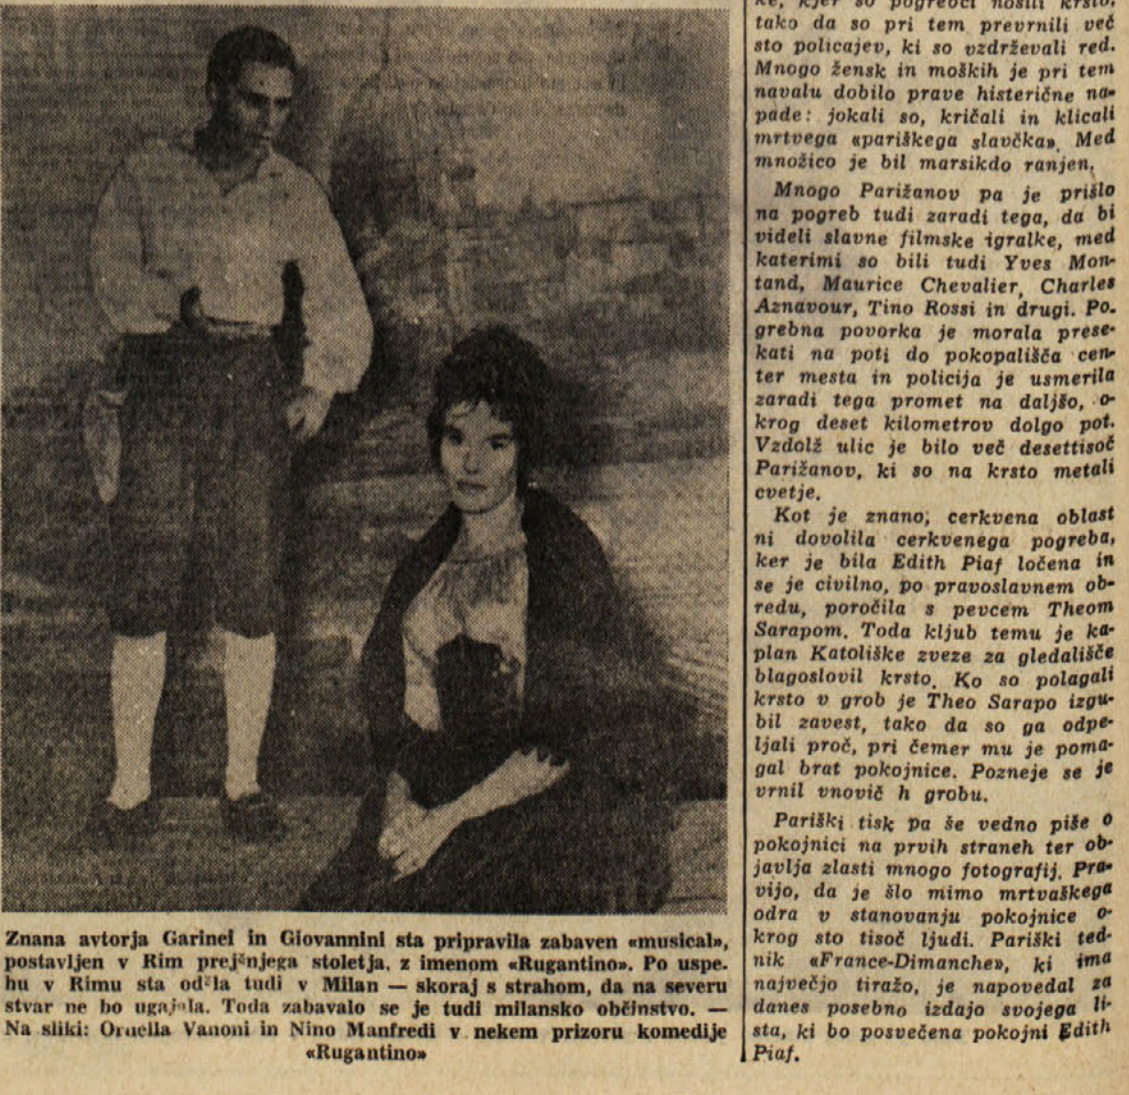 Znana avtorja Garinei in Giovannini sta pripravila zabaven «musical»,
postavljen v Rim prejšnjega stoletja, z imenom «Rugantino». Po uspe-
hu v Rimu sta odšla tudi v Milan — skoraj s strahom, da na severu
stvar ne bo ugajala. Toda zabavalo se je tudi milansko občinstvo. —
Na sliki: Ornella Vanoni in Nino Manfredi v nekem prizoru komedije
«Rugantino»
ke, kjer so pogrebci nosili krsto,
tako da so pri tem prevrnili več
sto policajev, ki so vzdrževali red.
Mnogo žensk in moških je pri tem
navalu dobilo prave histerične na-
pade: jokali so, kričali in klicali
mrtvega «pariškega slavčka». Med
množico je bil marsikdo ranjen.
Mnogo Parižanov pa je prišlo
na pogreb tudi zaradi tega, da bi
videli slavne filmske igralke, med
katerimi so bili tudi Yves Mon-
tand, Maurice Chevalier, Charles
Aznavour, Tino Rossi in drugi. Po-
grebna povorka je morala prese-
kati na poti do pokopališča cen-
ter mesta in policija je usmerila
zaradi tega promet na daljšo, o-
krog deset kilometrov dolgo pot.
Vzdolž ulic je bilo več desettisoč
Parižanov, ki so na krsto metali
cvetje.
Kot je znano, cerkvena oblast
ni dovolila cerkvenega pogreba,
ker je bila Edith Piaf ločena in
se je civilno, po pravoslavnem ob-
redu, poročila s pevcem Theom
Sarapom. Toda kljub temu je ka-
plan Katoliške zveze za gledališče
blagoslovil krsto. Ko so polagali
krsto v grob je Theo Sarapo izgu-
bil zavest, tako da so ga odpe-
ljali proč, pri čemer mu je poma-
gal brat pokojnice. Pozneje se je
vrnil vnovič h grobu.
Pariški tisk pa še vedno piše o
pokojnici na prvih straneh ter ob-
javlja zlasti mnogo fotografij. Pra-
vijo, da je šlo mimo mrtvaškega
odra v stanovanju pokojnice o-
krog sto tisoč ljudi. Pariški ted-
nik «France-Dimanche», ki ima
največjo tiražo, je napovedal za
danes posebno izdajo svojega li-
sta, ki bo posvečena pokojni Edith
Piaf.